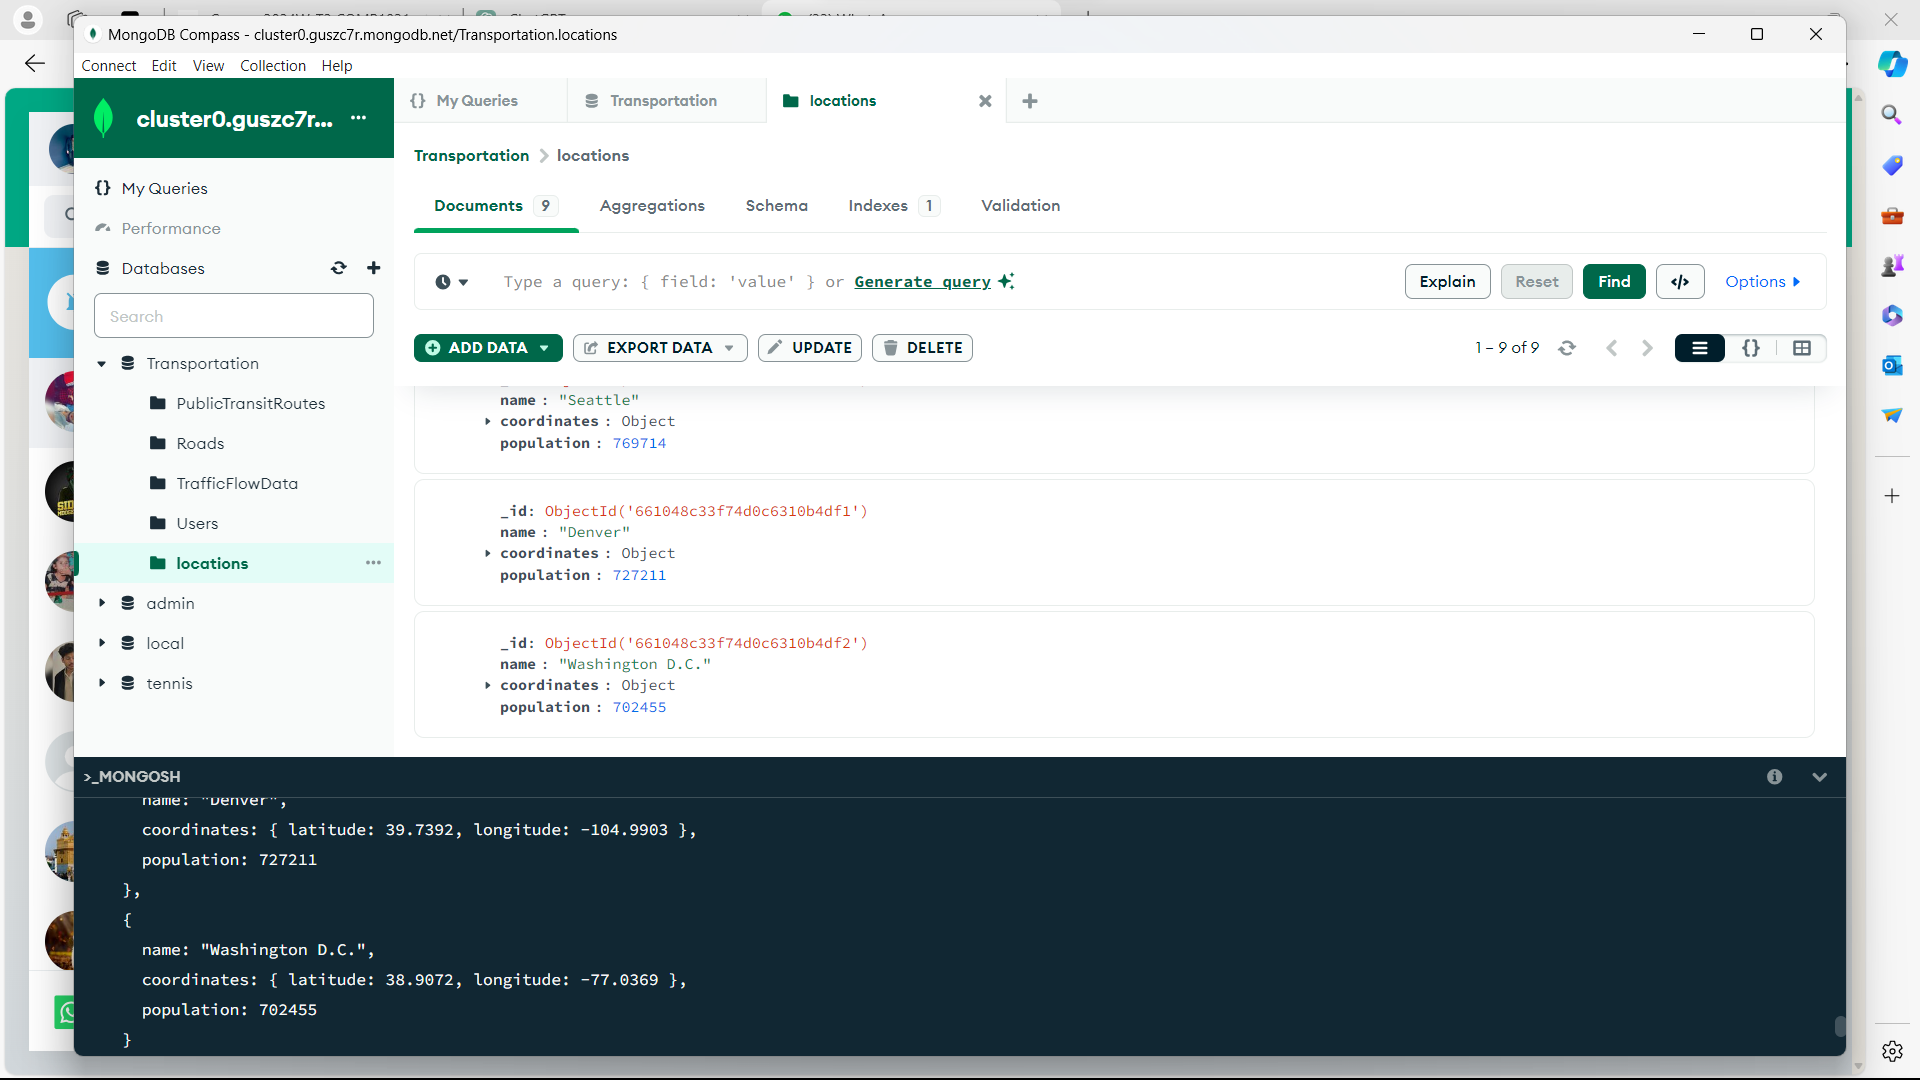 MongoDB Compass - cluster0.guszc7r.mongodb.net/Transportation.locations
Connect Edit View Collection Help
cluster0.guszc7r... ...
{} My Queries
Transportation
locations
My Queries
Performance
Databases
Search
Transportation
PublicTransitRoutes
Roads
TrafficFlowData
Users
locations
admin
local
tennis
Transportation > locations
Documents 9 Aggregations Schema Indexes 1 Validation
Type a query: { field: 'value' } or Generate query
Explain Reset Find </> Options
ADD DATA EXPORT DATA UPDATE DELETE
1 – 9 of 9 {}
name : "Seattle"
coordinates : Object
population : 769714
_id: ObjectId('661048c33f74d0c6310b4df1')
name : "Denver"
coordinates : Object
population : 727211
_id: ObjectId('661048c33f74d0c6310b4df2')
name : "Washington D.C."
coordinates : Object
population : 702455
>_MONGOSH
name: "Denver",
coordinates: { latitude: 39.7392, longitude: -104.9903 },
population: 727211
},
{
name: "Washington D.C.",
coordinates: { latitude: 38.9072, longitude: -77.0369 },
population: 702455
}